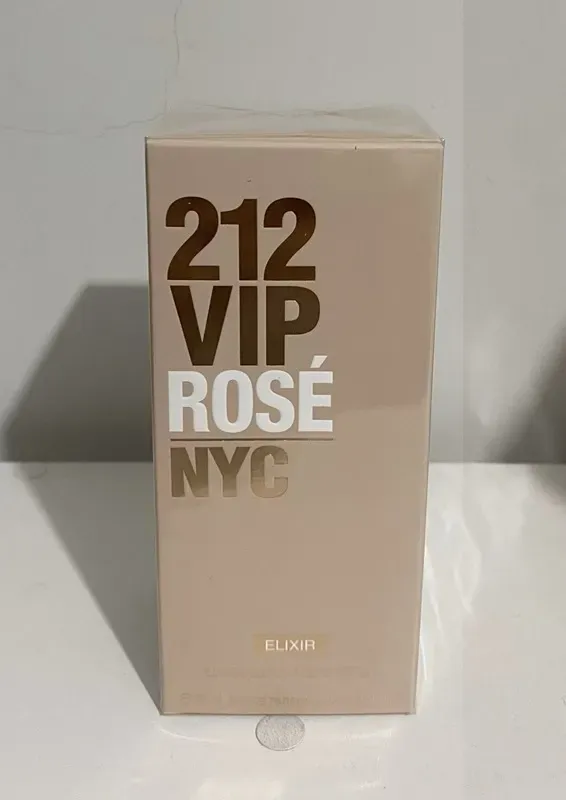 212
VIP
ROSÉ
NYC
ELIXIR